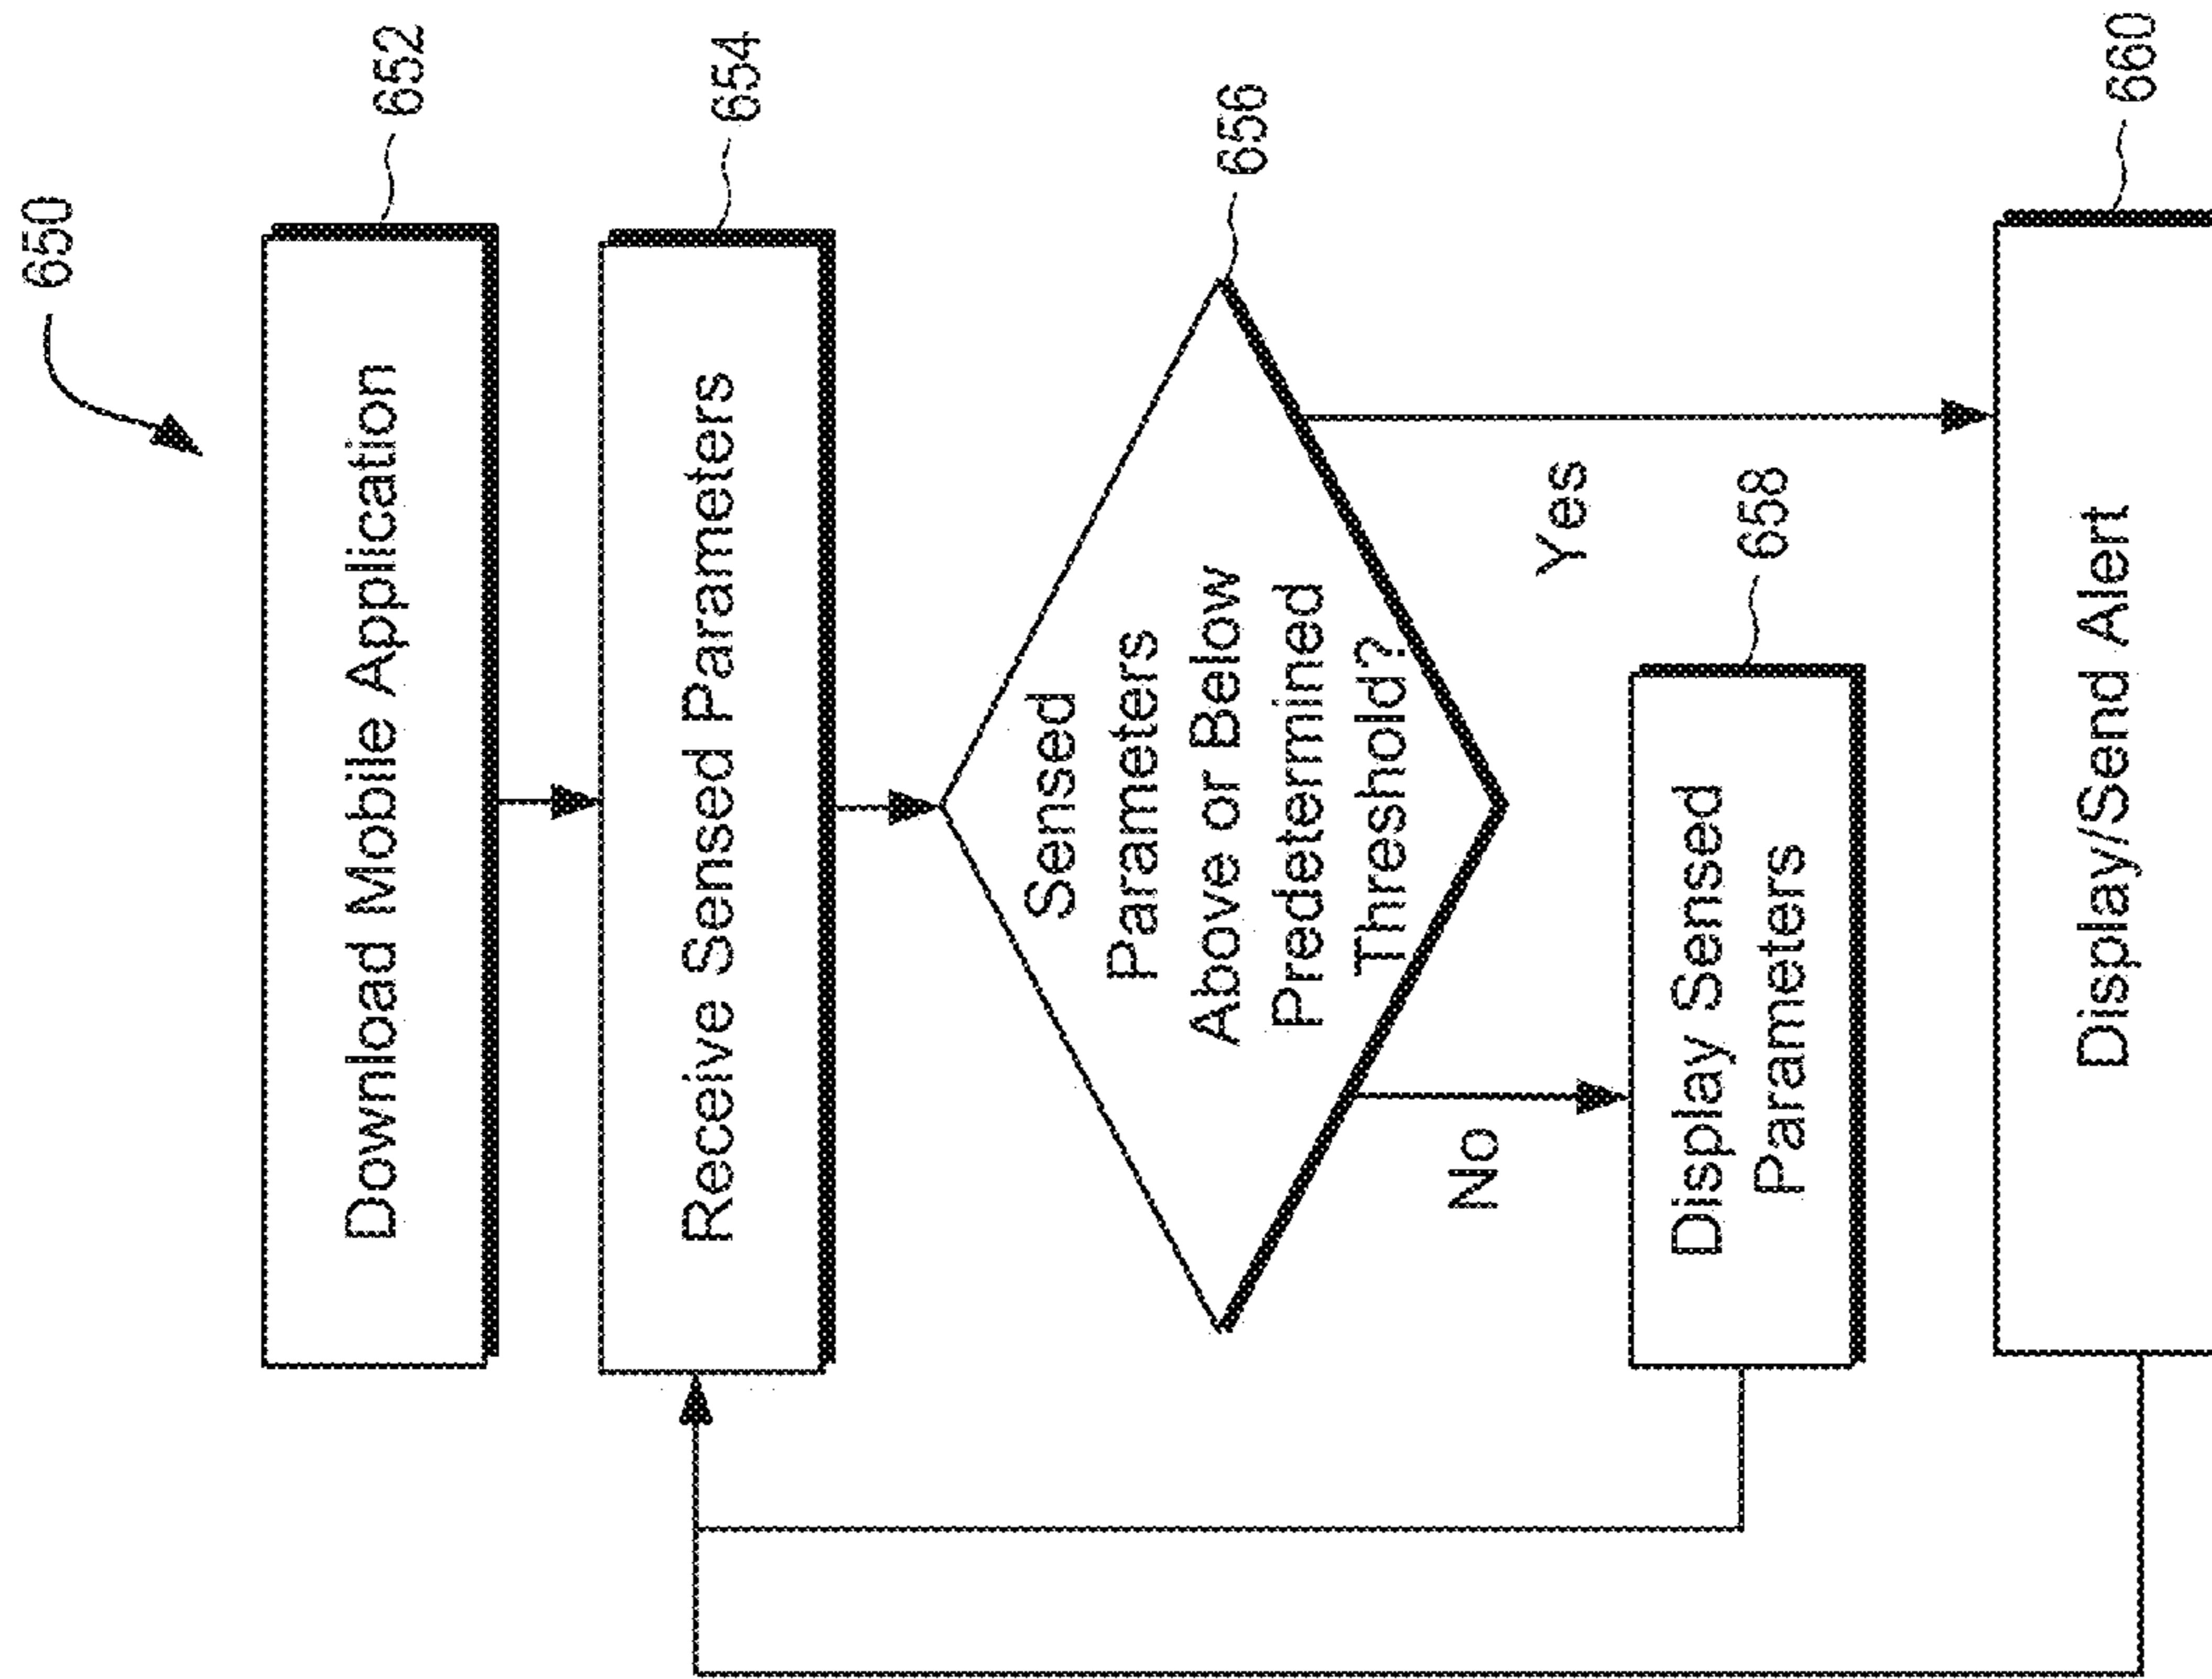 650
Download Mobile Application
652
Receive Sensed Parameters
654
Sensed
Parameters
Above or Below
Predetermined
Threshold?
656
No
Yes
Display Sensed
Parameters
658
Display/Send Alert
660